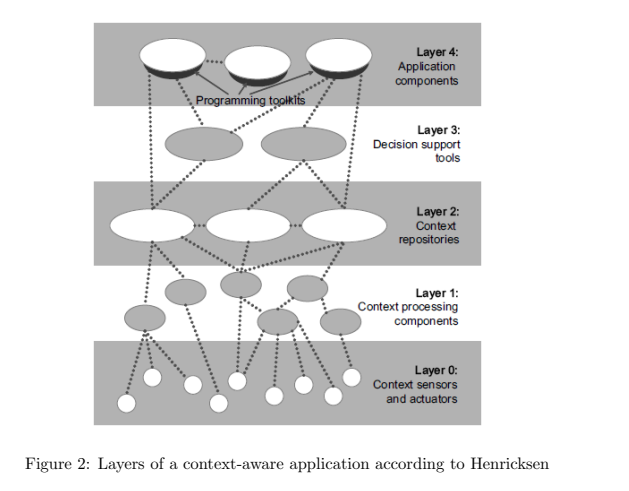 Layer 4:
Application
components
Programming toolkits
Layer 3:
Decision support
tools
Layer 2:
Context
repositories
Layer 1:
Context processing
components
Layer 0:
Context sensors
and actuators
Figure 2: Layers of a context-aware application according to Henricksen